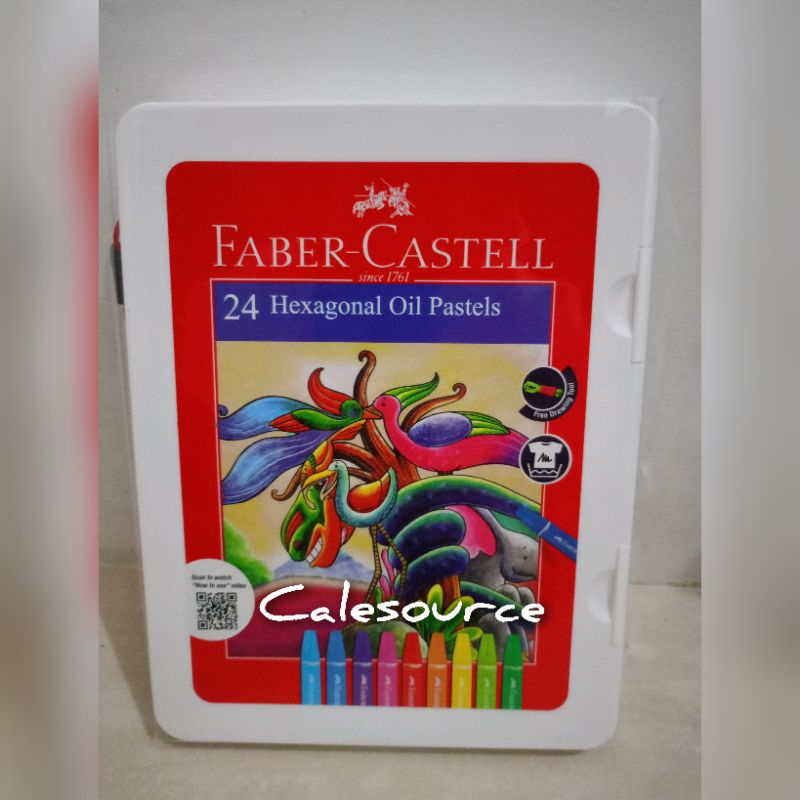 FABER-CASTELL
since 1761
24 Hexagonal Oil Pastels
Free Drawing Tool
Scan to watch
"How to use" video
Calesource